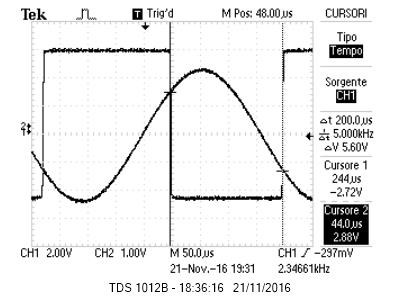 Tek T Trig'd M Pos: 48.00µs CURSORI
Tipo
Tempo
Sorgente
CH1
Δt 200.0µs
1/Δt 5.000kHz
ΔV 5.60V
Cursore 1
244µs
-2.72V
Cursore 2
44.0µs
2.88V
2
CH1 2.00V CH2 1.00V M 50.0µs CH1 -297mV
21-Nov.-16 19:31 2.34661kHz
TDS 1012B - 18:36:16 21/11/2016